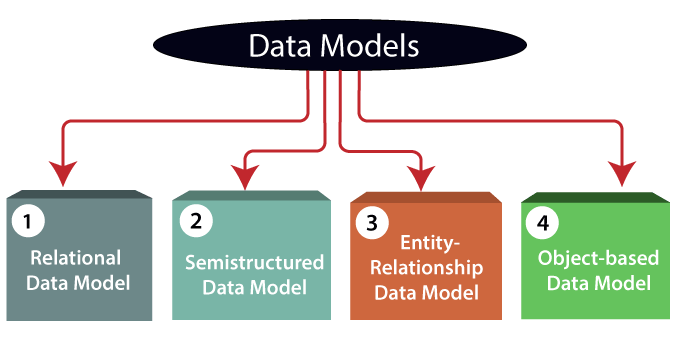 Data Models
1
Relational
Data Model
2
Semistructured
Data Model
3
Entity-
Relationship
Data Model
4
Object-based
Data Model